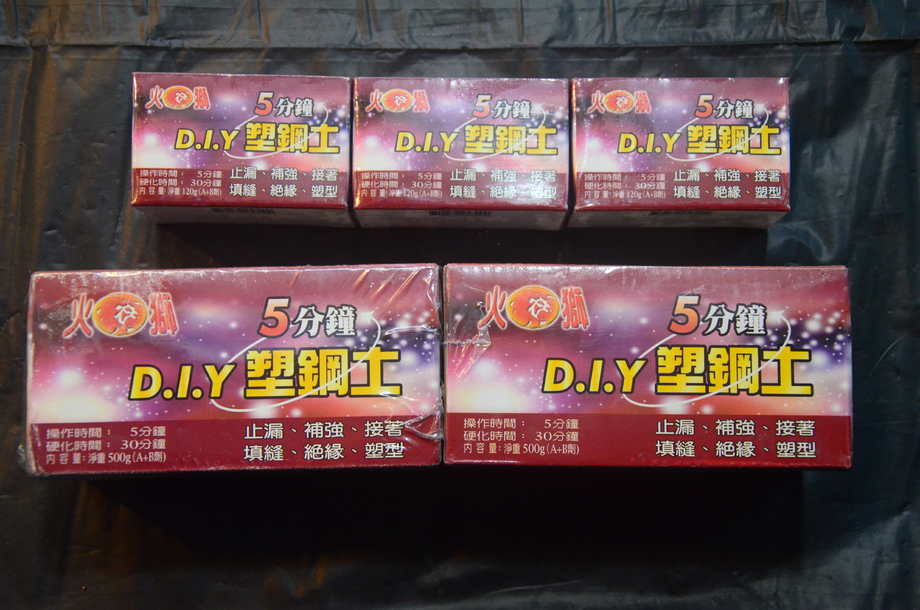 火獅
5分鐘
D.I.Y 塑鋼土
操作時間： 5分鐘
硬化時間： 30分鐘
內容量：淨重120g(A+B劑)
止漏、補強、接著
填縫、絕緣、塑型
火獅
5分鐘
D.I.Y 塑鋼土
操作時間： 5分鐘
硬化時間： 30分鐘
內容量：淨重120g(A+B劑)
止漏、補強、接著
填縫、絕緣、塑型
火獅
5分鐘
D.I.Y 塑鋼土
操作時間： 5分鐘
硬化時間： 30分鐘
內容量：淨重120g(A+B劑)
止漏、補強、接著
填縫、絕緣、塑型
火獅
5分鐘
D.I.Y 塑鋼土
操作時間： 5分鐘
硬化時間： 30分鐘
內容量：淨重500g(A+B劑)
止漏、補強、接著
填縫、絕緣、塑型
火獅
5分鐘
D.I.Y 塑鋼土
操作時間： 5分鐘
硬化時間： 30分鐘
內容量：淨重500g(A+B劑)
止漏、補強、接著
填縫、絕緣、塑型